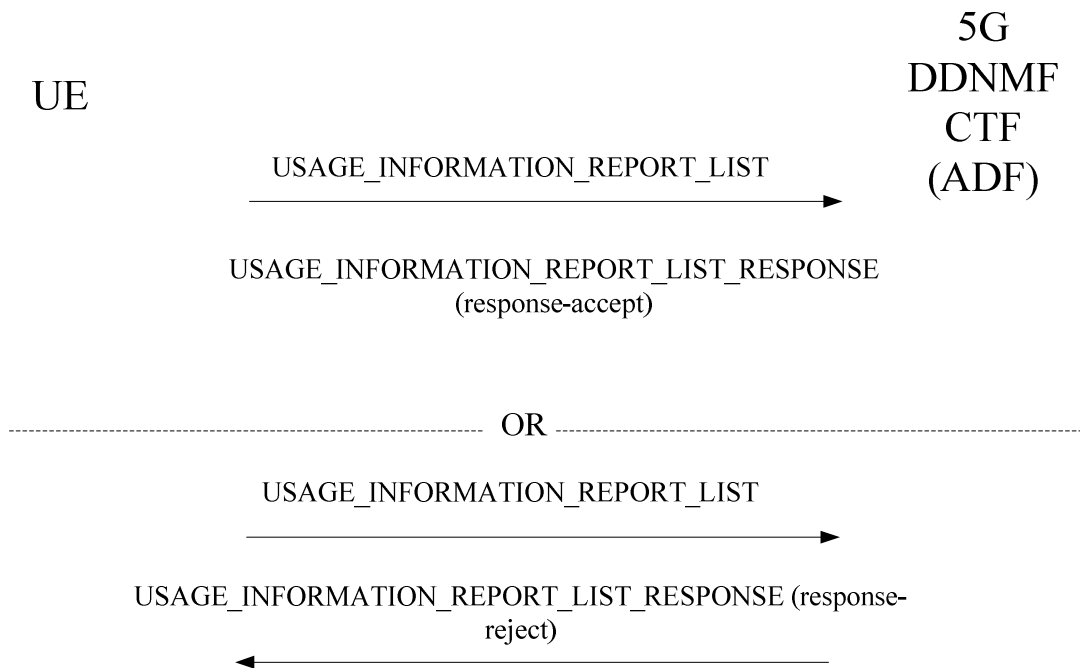 UE
5G
DDNMF
CTF
(ADF)
USAGE_INFORMATION_REPORT_LIST
USAGE_INFORMATION_REPORT_LIST_RESPONSE
(response-accept)
OR
USAGE_INFORMATION_REPORT_LIST
USAGE_INFORMATION_REPORT_LIST_RESPONSE (response-
reject)